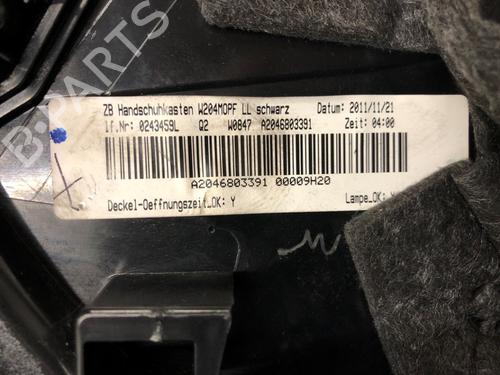 ZB Handschuhkasten W204MOPF LL schwarz Datum: 2011/11/21
lf.Nr: 0243459L Q2 W0847 A2046803391 Zeit: 04:00
A2046803391 00009H20
Deckel-Oeffnungszeit_OK: Y Lampe_OK:
B-PARTS